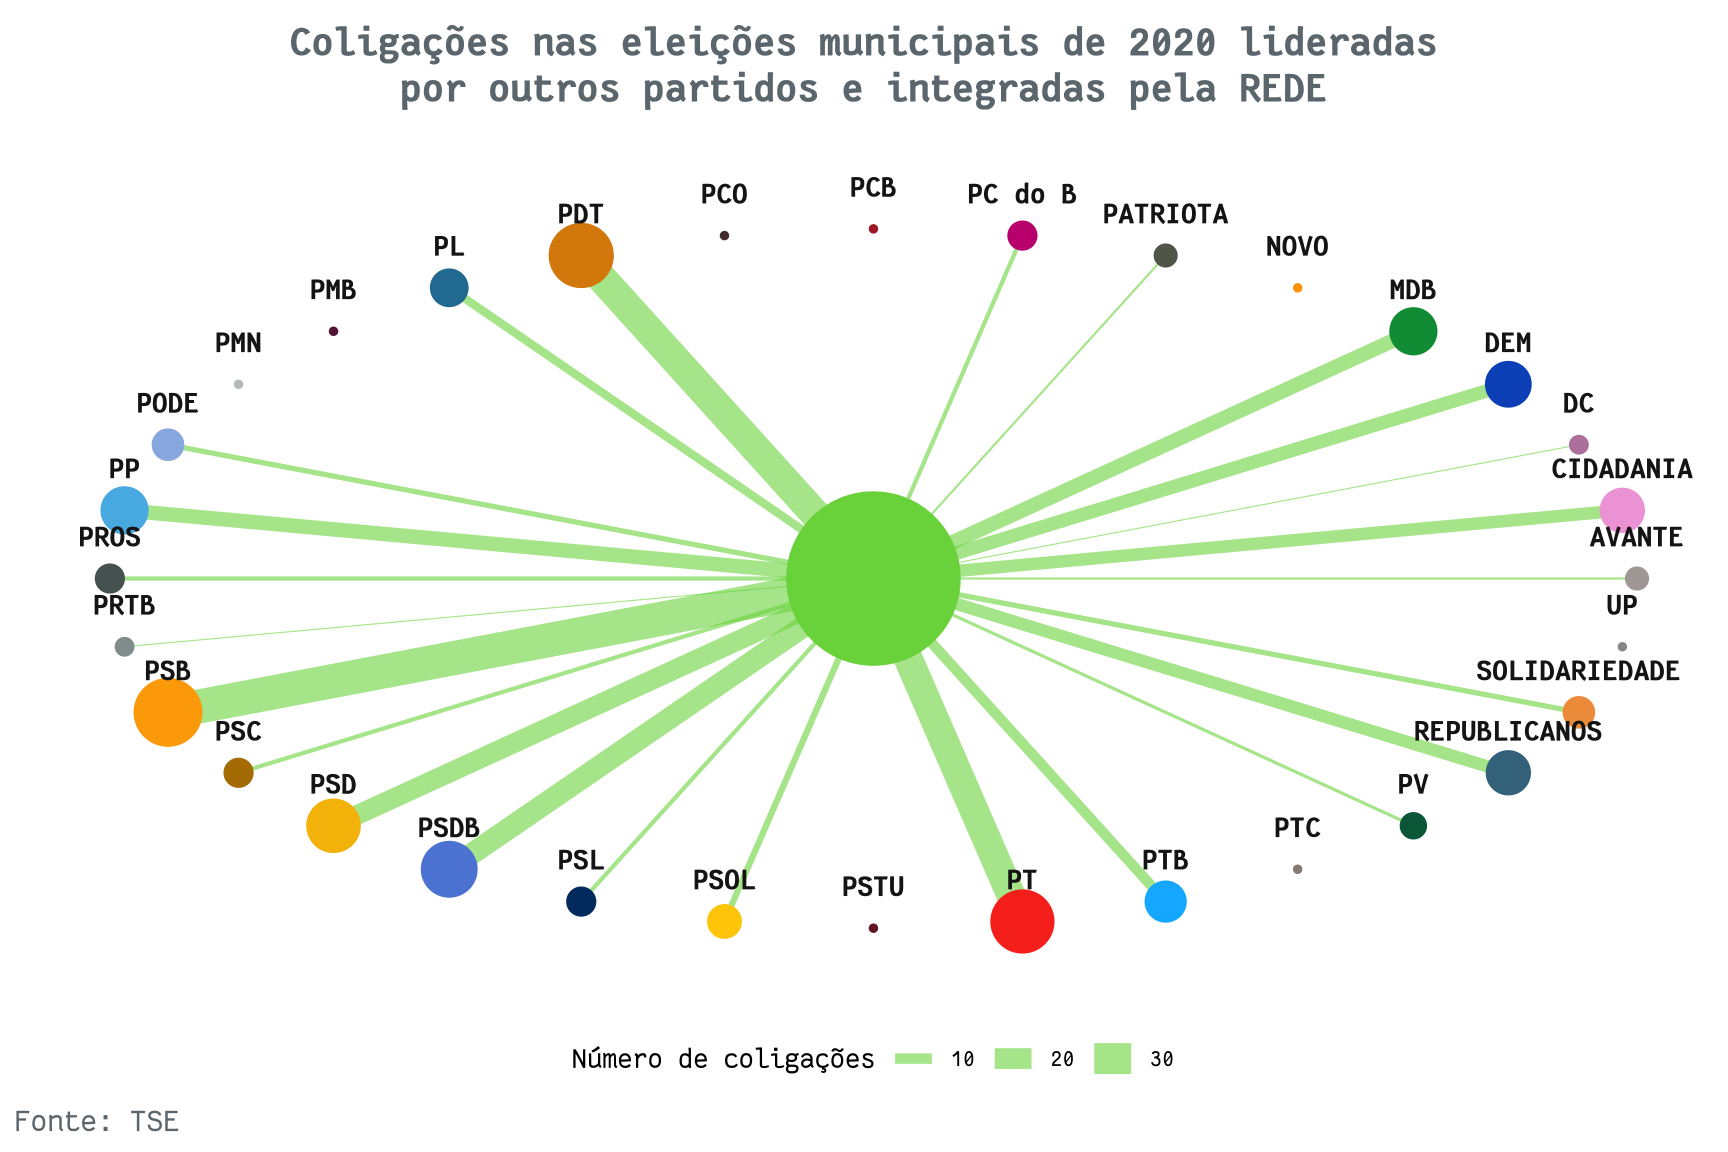 Coligações nas eleições municipais de 2020 lideradas
por outros partidos e integradas pela REDE
PCB
PCO
PC do B
PDT
PATRIOTA
PL
NOVO
PMB
MDB
PMN
DEM
PODE
DC
PP
CIDADANIA
PROS
AVANTE
PRTB
UP
PSB
SOLIDARIEDADE
PSC
REPUBLICANOS
PSD
PV
PSDB
PTC
PSL
PTB
PSOL
PT
PSTU
Número de coligações 10 20 30
Fonte: TSE